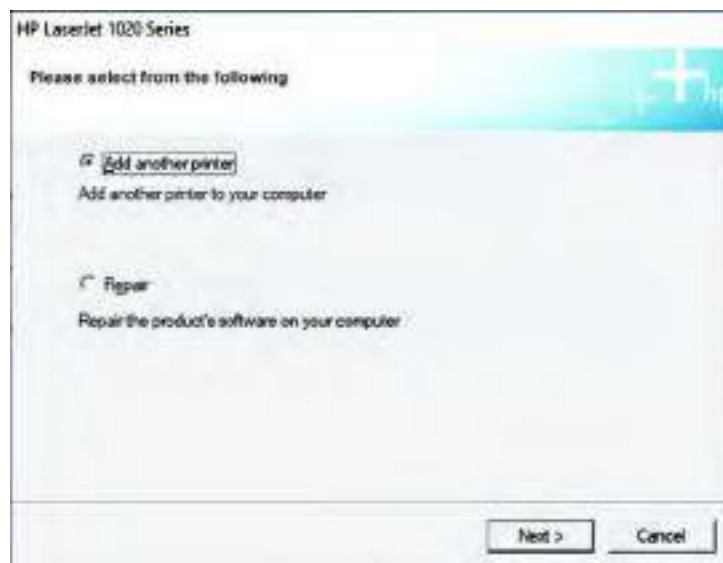 HP LaserJet 1020 Series
Please select from the following
hp
Add another printer
Add another printer to your computer
Repair
Repair the product's software on your computer
Next >
Cancel